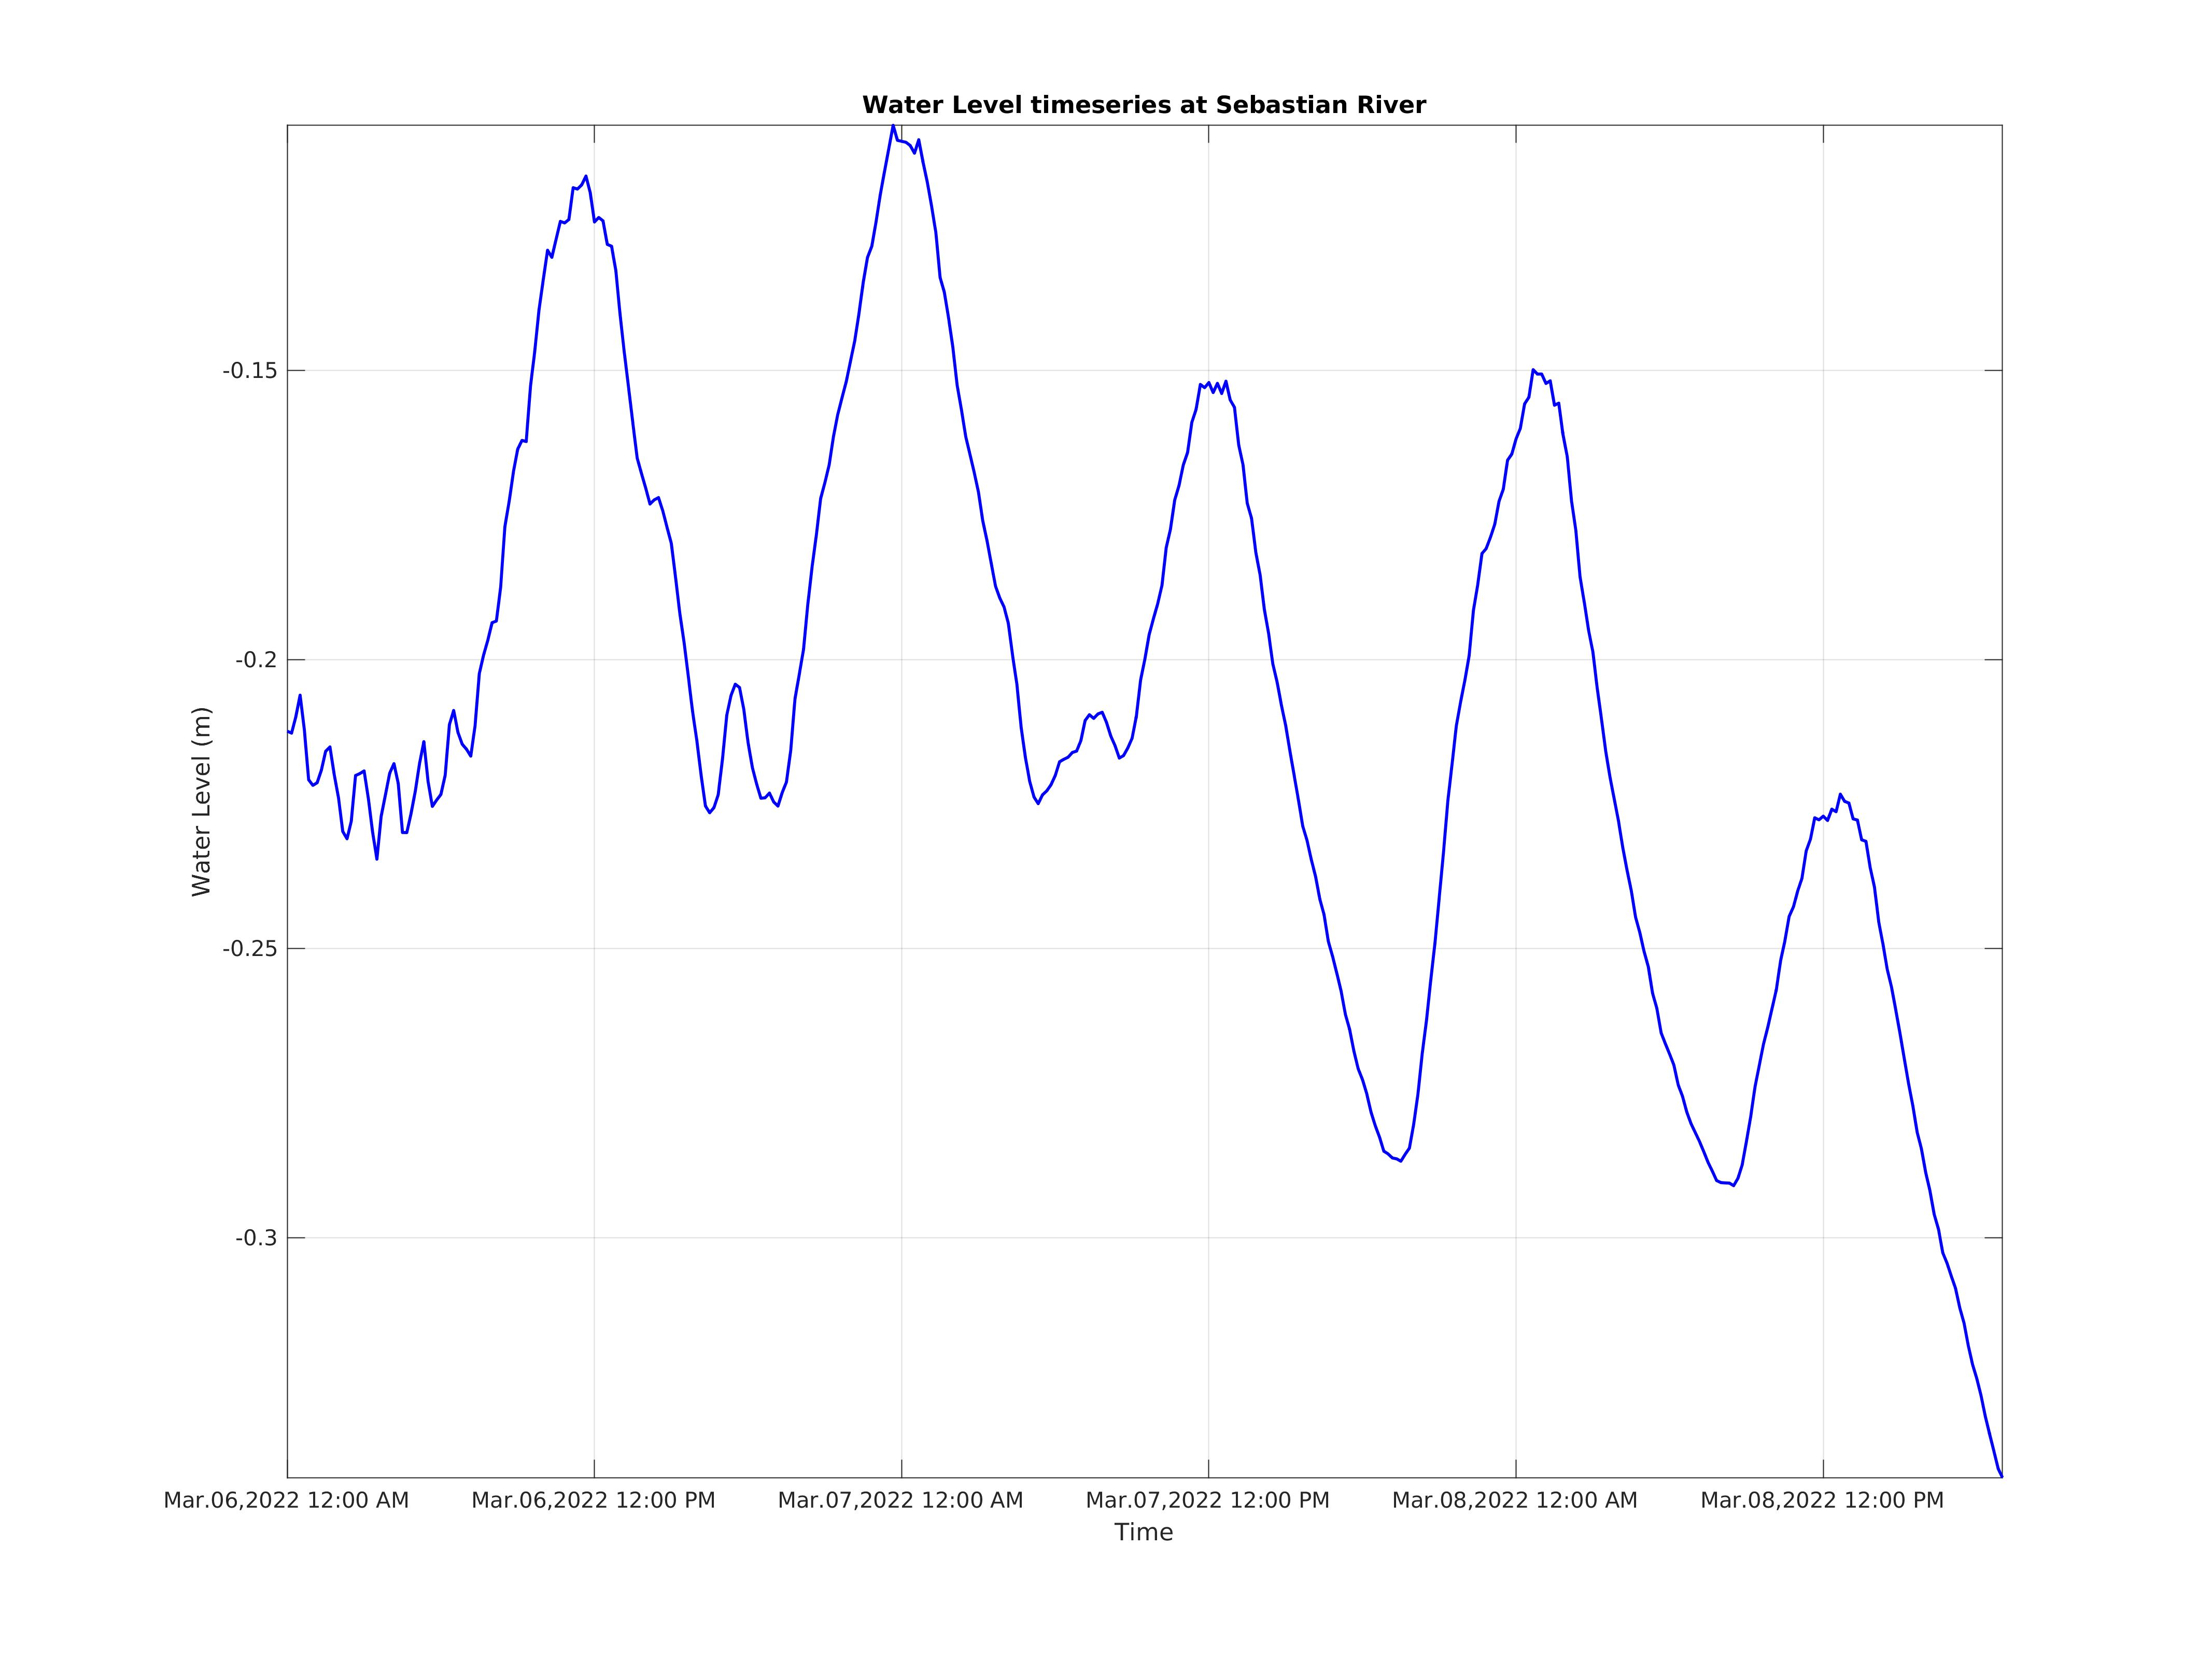 Water Level timeseries at Sebastian River
-0.15
-0.2
-0.25
-0.3
Water Level (m)
Mar.06,2022 12:00 AM
Mar.06,2022 12:00 PM
Mar.07,2022 12:00 AM
Mar.07,2022 12:00 PM
Mar.08,2022 12:00 AM
Mar.08,2022 12:00 PM
Time